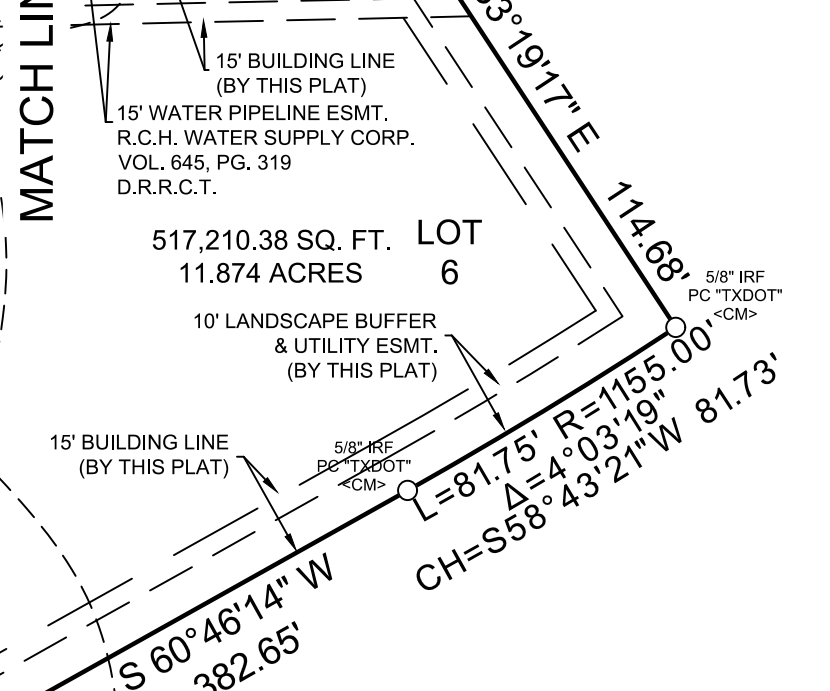 MATCH LIN
15' BUILDING LINE
(BY THIS PLAT)
15' WATER PIPELINE ESMT.
R.C.H. WATER SUPPLY CORP.
VOL. 645, PG. 319
D.R.R.C.T.
3°19'17" E
114.68'
517,210.38 SQ. FT.
11.874 ACRES
LOT
6
5/8" IRF
PC "TXDOT"
<CM>
10' LANDSCAPE BUFFER
& UTILITY ESMT.
(BY THIS PLAT)
15' BUILDING LINE
(BY THIS PLAT)
5/8" IRF
PC "TXDOT"
<CM>
L=81.75' R=1155.00'
Δ=4°03'19"
CH=S58°43'21"W 81.73'
S 60°46'14" W
382.65'